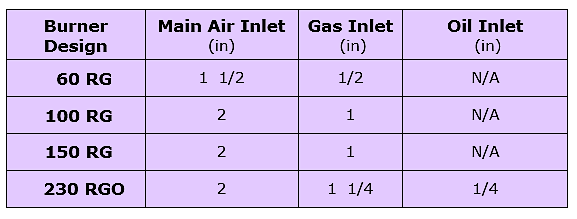 Burner Design Main Air Inlet (in) Gas Inlet (in) Oil Inlet (in)
60 RG 1 1/2 1/2 N/A
100 RG 2 1 N/A
150 RG 2 1 N/A
230 RGO 2 1 1/4 1/4